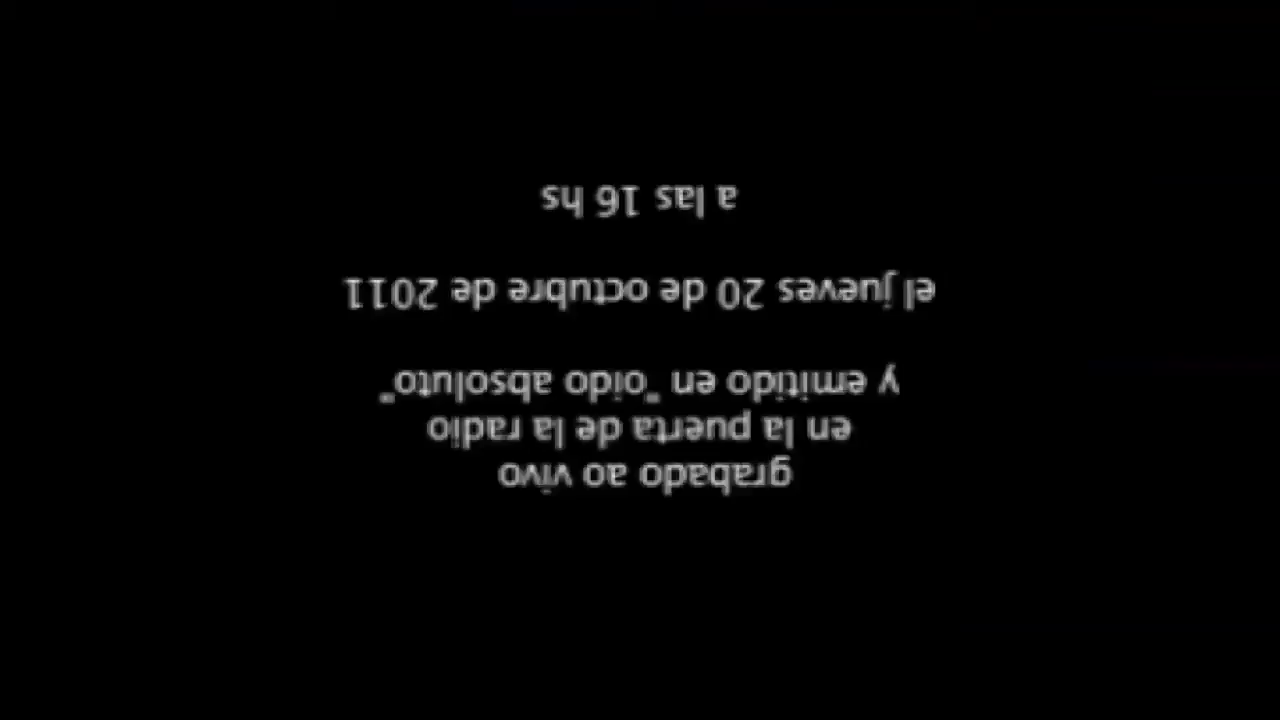 grabado ao vivo
en la puerta de la radio
y emitido en "oido absoluto"
el jueves 20 de octubre de 2011
a las 16 hs